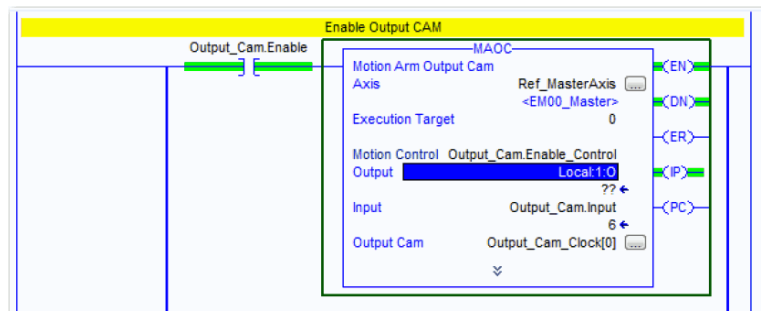 Enable Output CAM
Output_Cam.Enable
MAOC
Motion Arm Output Cam
Axis Ref_MasterAxis ...
<EM00_Master>
Execution Target 0
Motion Control Output_Cam.Enable_Control
Output Local:1:O
??
Input Output_Cam.Input
6
Output Cam Output_Cam_Clock[0] ...
EN
DN
ER
IP
PC